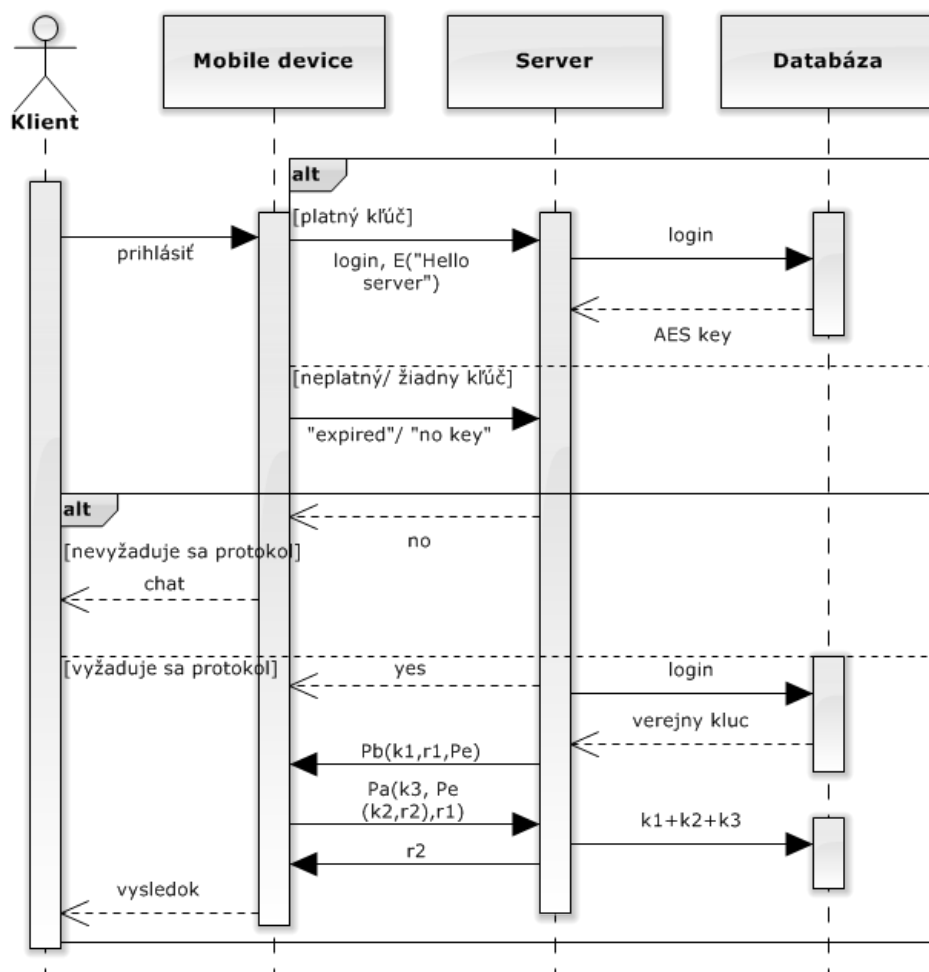 Klient
Mobile device
Server
Databáza
alt
[platný kľúč]
prihlásiť
login, E("Hello
server")
login
AES key
[neplatný/ žiadny kľúč]
"expired"/ "no key"
alt
no
[nevyžaduje sa protokol]
chat
[vyžaduje sa protokol]
yes
login
verejny kluc
Pb(k1,r1,Pe)
Pa(k3, Pe
(k2,r2),r1)
k1+k2+k3
r2
vysledok